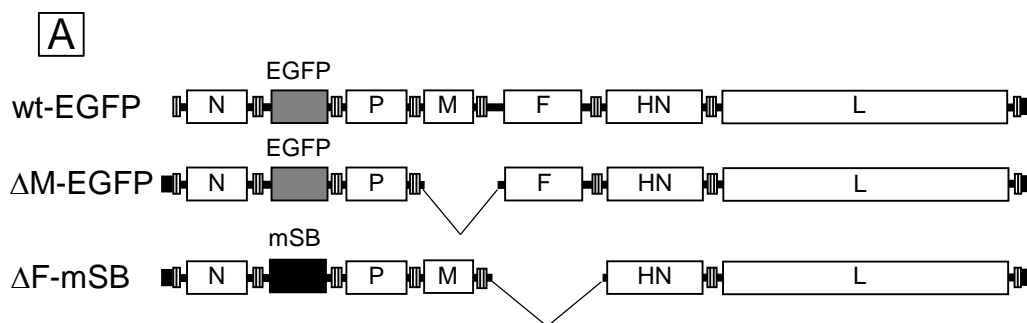 A
EGFP
wt-EGFP N P M F HN L
EGFP
ΔM-EGFP N P F HN L
mSB
ΔF-mSB N P M HN L